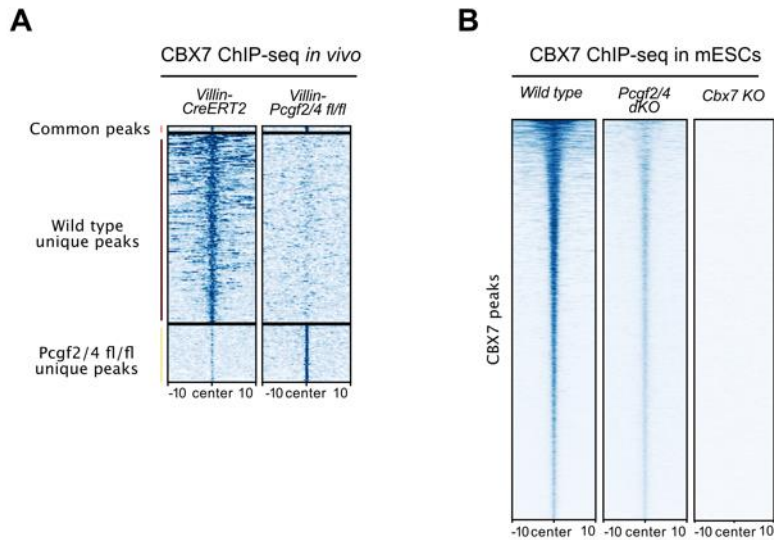 A
CBX7 ChIP-seq in vivo
Villin-
CreERT2
Villin-
Pcgf2/4 fl/fl
Common peaks
Wild type
unique peaks
Pcgf2/4 fl/fl
unique peaks
-10 center 10
-10 center 10
B
CBX7 ChIP-seq in mESCs
Wild type
Pcgf2/4
dKO
Cbx7 KO
CBX7 peaks
-10 center 10
-10 center 10
-10 center 10